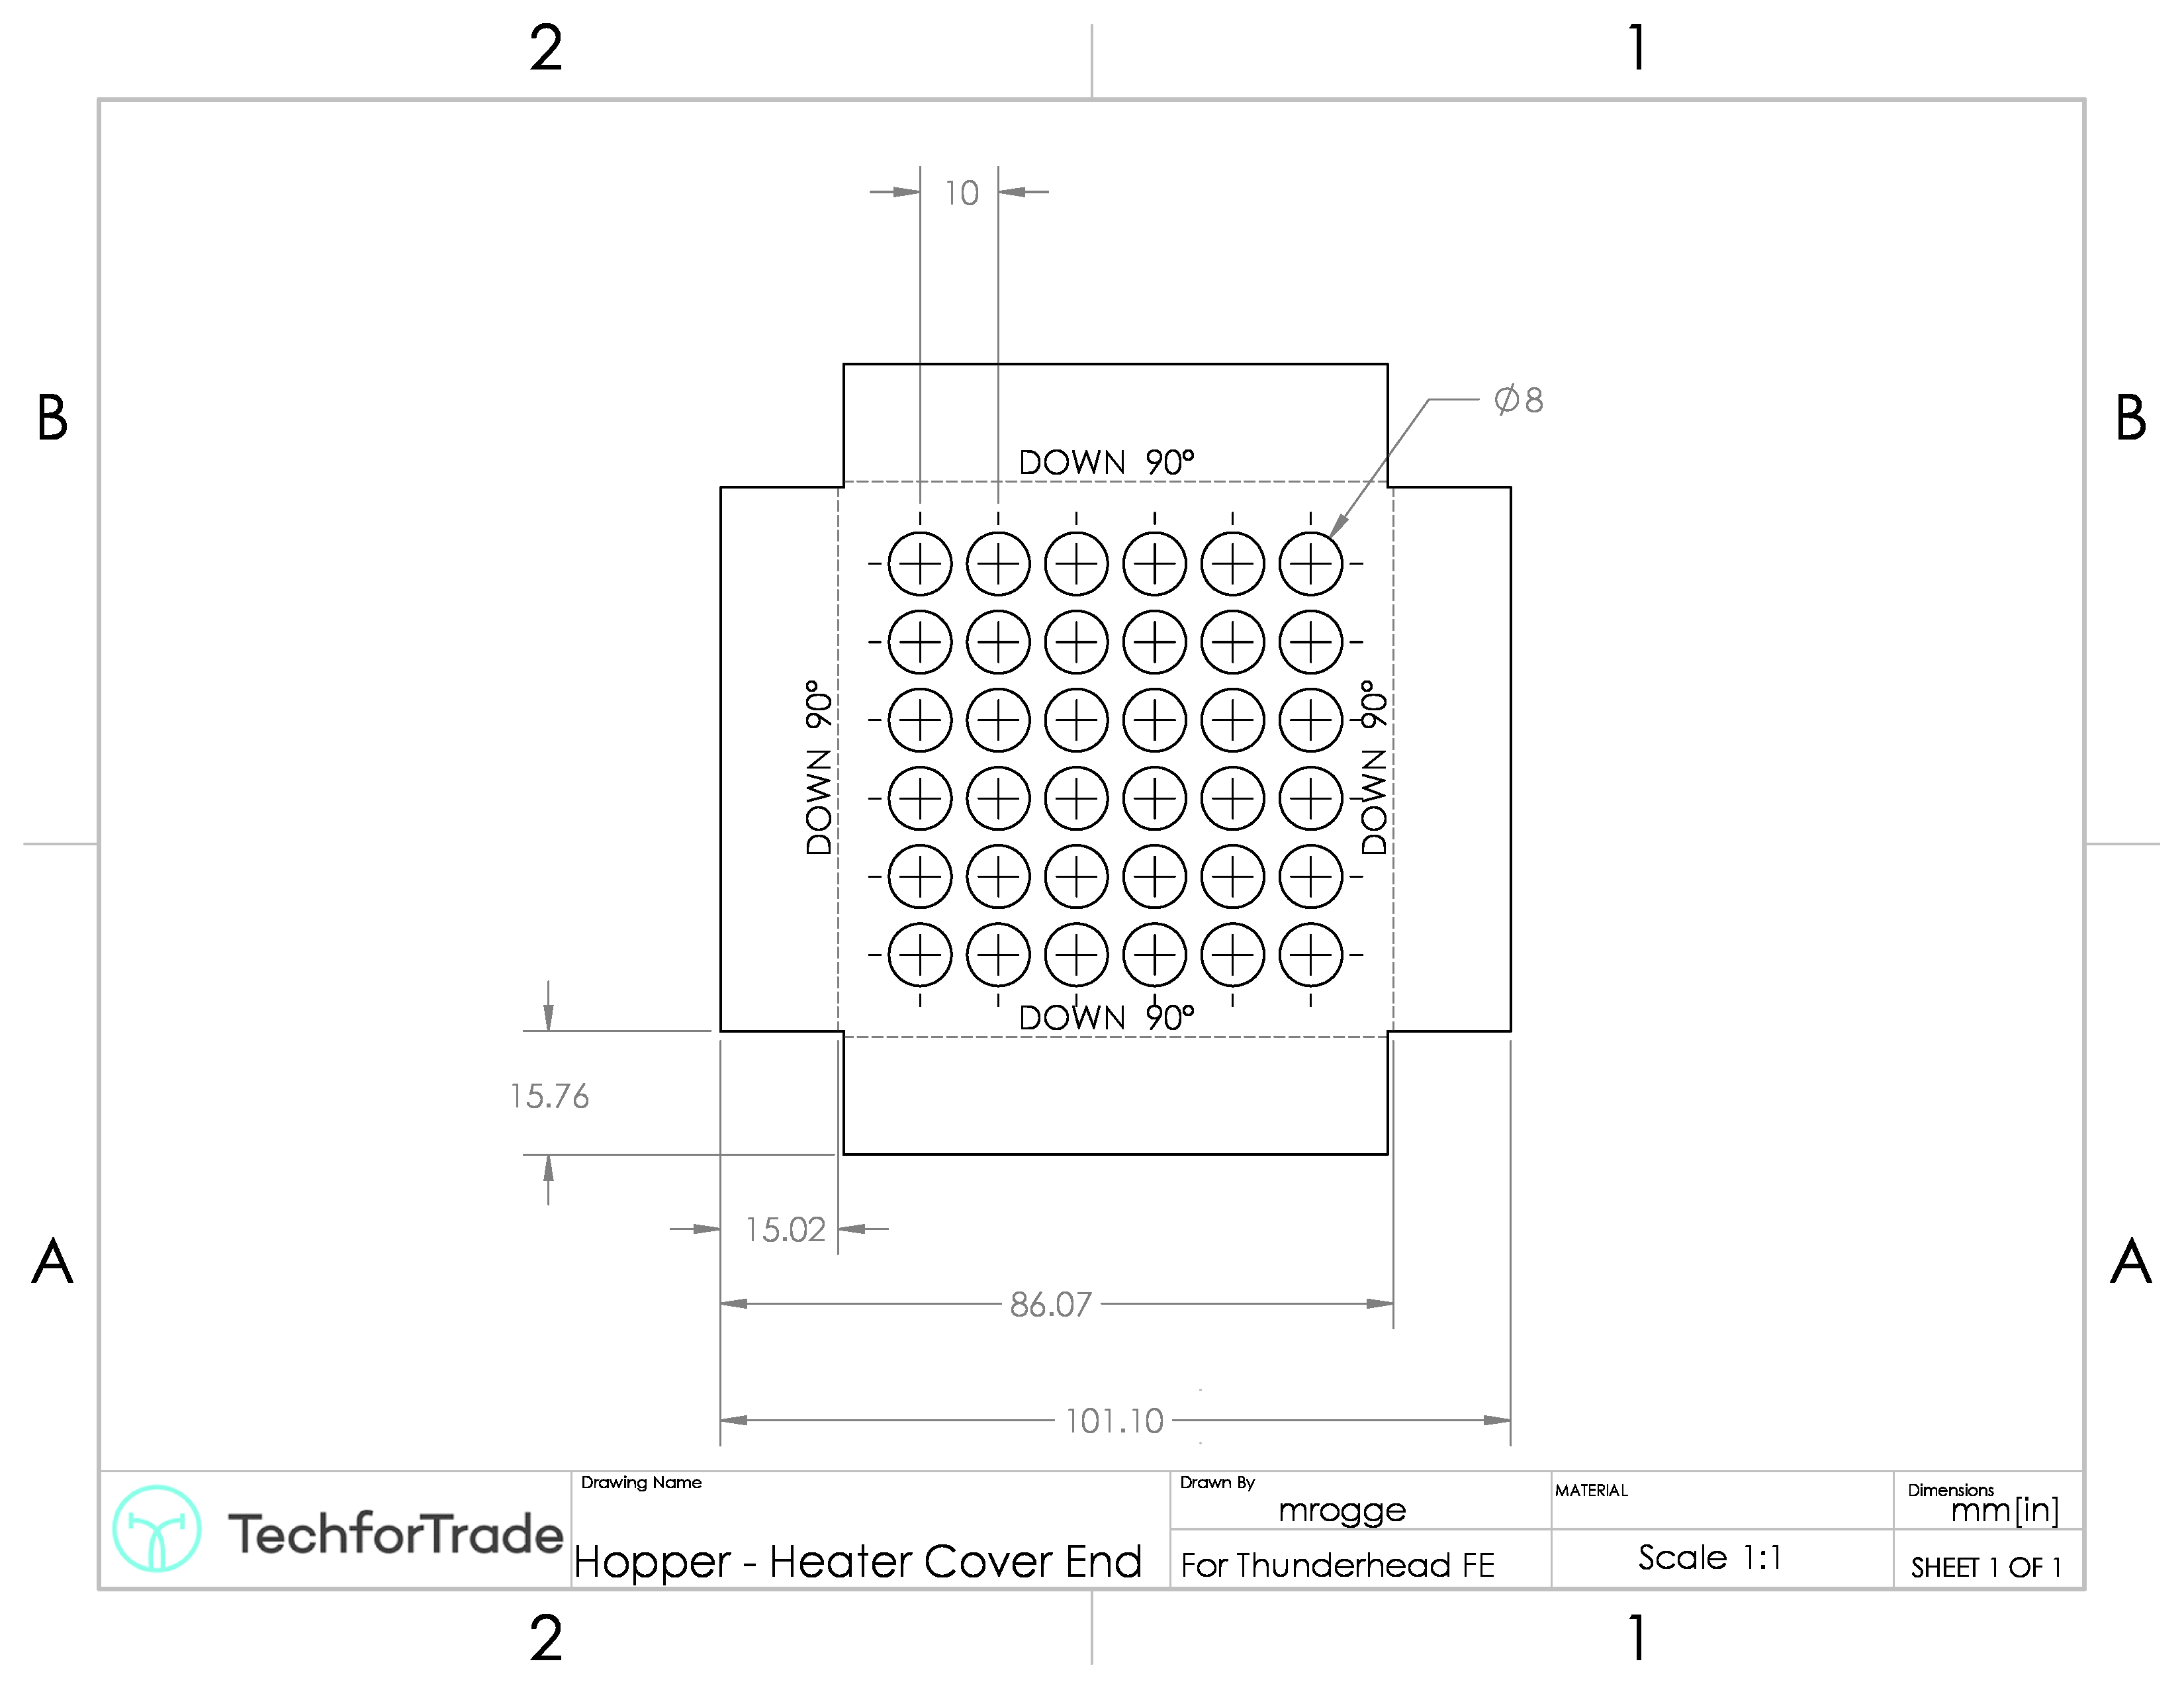 2
1
10
B
⌀8
B
DOWN 90°
DOWN 90°
DOWN 90°
DOWN 90°
15.76
15.02
A
A
86.07
101.10
TechforTrade
Drawing Name
Hopper - Heater Cover End
Drawn By
mrogge
For Thunderhead FE
MATERIAL
Scale 1:1
Dimensions
mm[in]
SHEET 1 OF 1
2
1